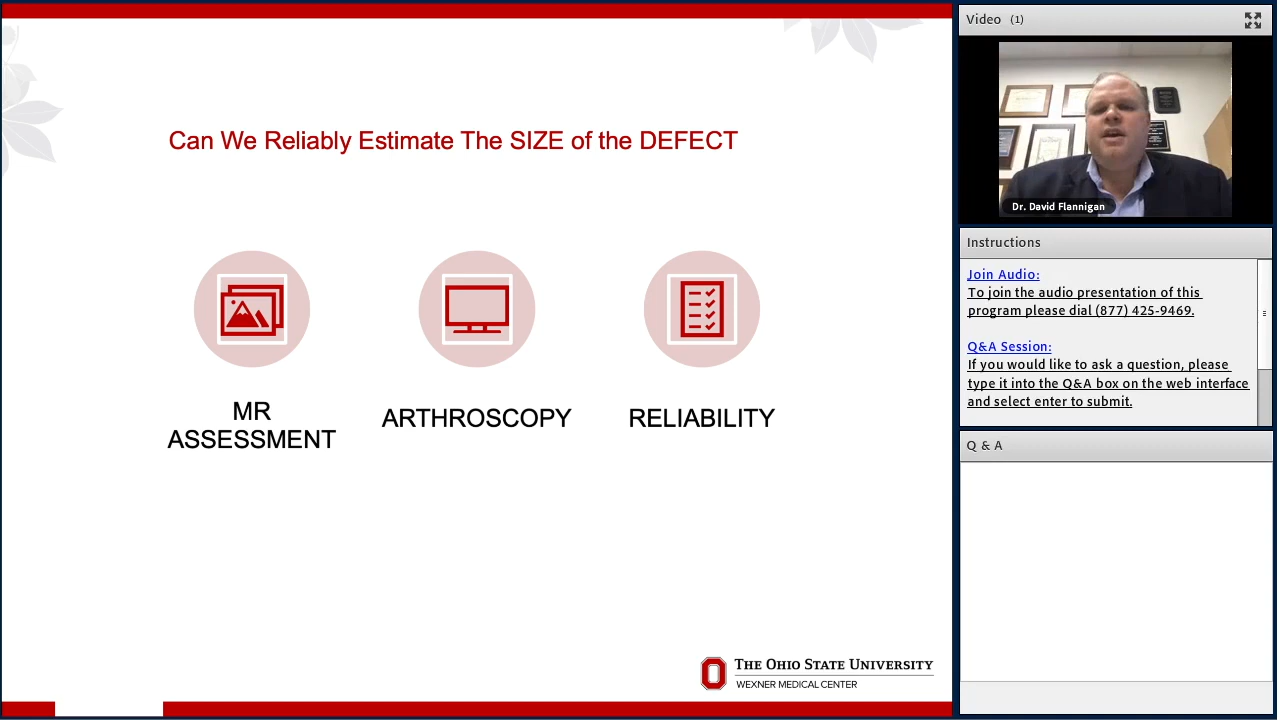 Can We Reliably Estimate The SIZE of the DEFECT
MR
ASSESSMENT
ARTHROSCOPY
RELIABILITY
THE OHIO STATE UNIVERSITY
WEXNER MEDICAL CENTER
Video (1)
Dr. David Flannigan
Instructions
Join Audio:
To join the audio presentation of this
program please dial (877) 425-9469.
Q&A Session:
If you would like to ask a question, please
type it into the Q&A box on the web interface
and select enter to submit.
Q & A